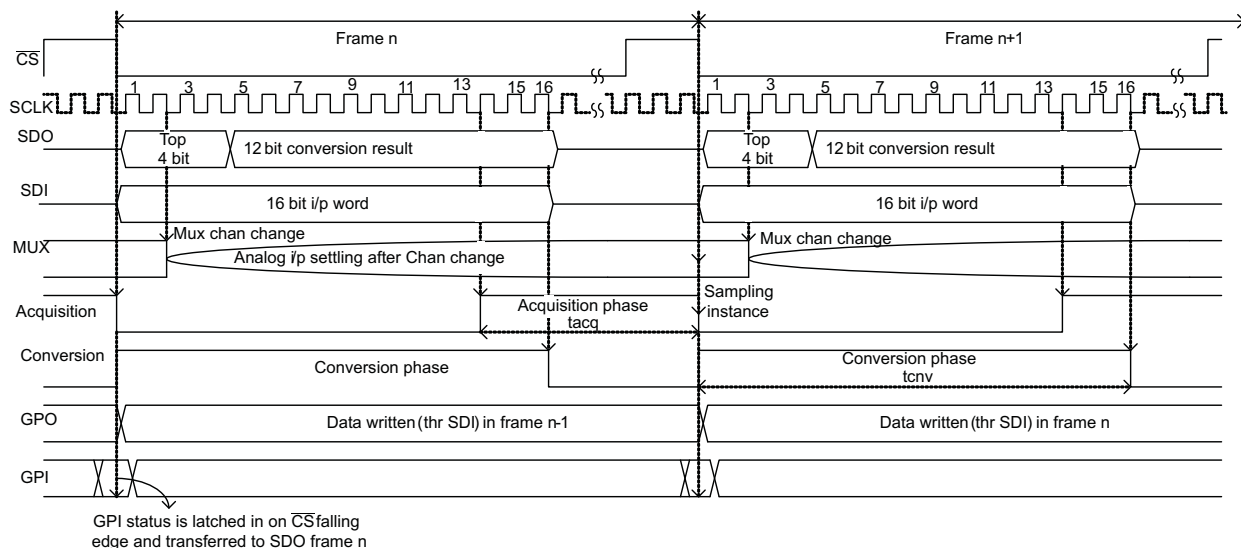 Frame n
Frame n+1
CS
1 3 5 7 9 11 13 15 16
1 3 5 7 9 11 13 15 16
SCLK
SDO
Top
4 bit
12 bit conversion result
Top
4 bit
12 bit conversion result
SDI
16 bit i/p word
16 bit i/p word
MUX
Mux chan change
Analog i/p settling after Chan change
Mux chan change
Acquisition
Acquisition phase
tacq
Sampling
instance
Conversion
Conversion phase
Conversion phase
tcnv
GPO
Data written (thr SDI) in frame n-1
Data written (thr SDI) in frame n
GPI
GPI status is latched in on CS falling
edge and transferred to SDO frame n